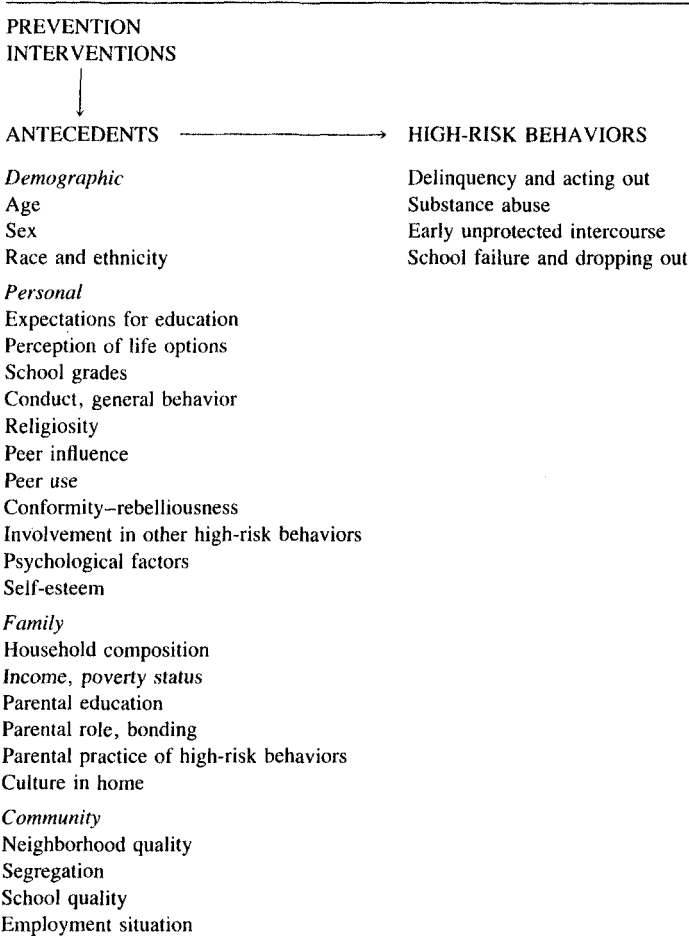 PREVENTION
INTERVENTIONS
ANTECEDENTS
HIGH-RISK BEHAVIORS
Demographic
Age
Sex
Race and ethnicity
Delinquency and acting out
Substance abuse
Early unprotected intercourse
School failure and dropping out
Personal
Expectations for education
Perception of life options
School grades
Conduct, general behavior
Religiosity
Peer influence
Peer use
Conformity–rebelliousness
Involvement in other high-risk behaviors
Psychological factors
Self-esteem
Family
Household composition
Income, poverty status
Parental education
Parental role, bonding
Parental practice of high-risk behaviors
Culture in home
Community
Neighborhood quality
Segregation
School quality
Employment situation